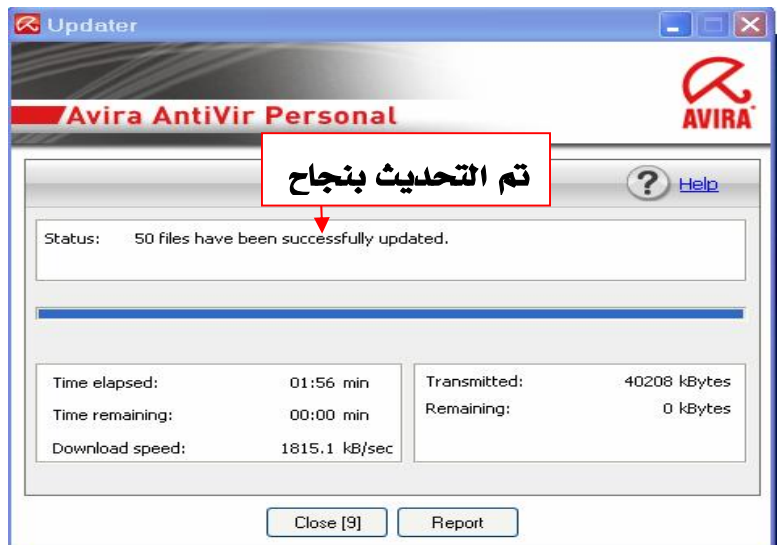 Updater
Avira AntiVir Personal
AVIRA
تم التحديث بنجاح
? Help
Status: 50 files have been successfully updated.
Time elapsed: 01:56 min
Time remaining: 00:00 min
Download speed: 1815.1 kB/sec
Transmitted: 40208 kBytes
Remaining: 0 kBytes
Close [9]
Report